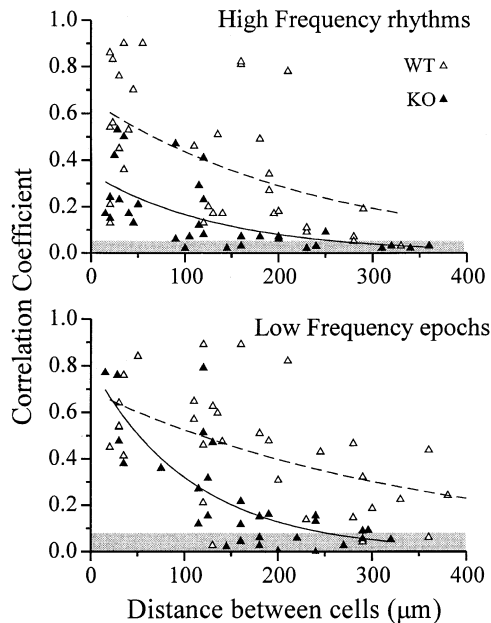 High Frequency rhythms
WT △
KO ▲
1.0
0.8
0.6
0.4
0.2
0.0
0 100 200 300 400
Correlation Coefficient
Low Frequency epochs
1.0
0.8
0.6
0.4
0.2
0.0
0 100 200 300 400
Distance between cells (μm)